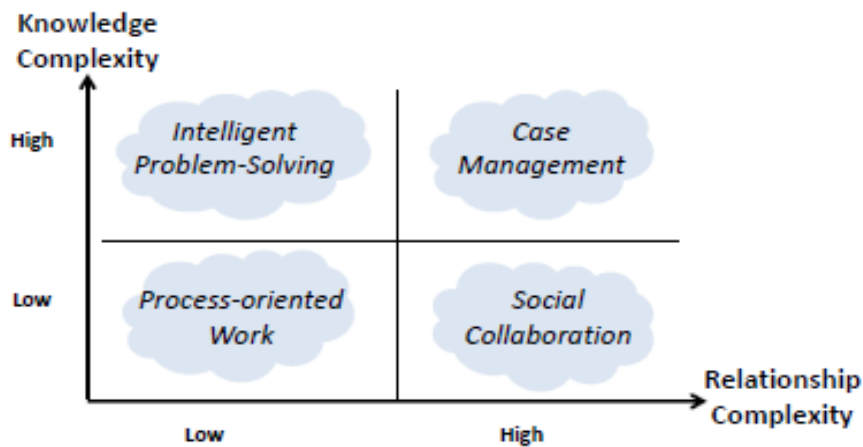 Knowledge
Complexity
High
Intelligent
Problem-Solving
Case
Management
Low
Process-oriented
Work
Social
Collaboration
Relationship
Complexity
Low
High